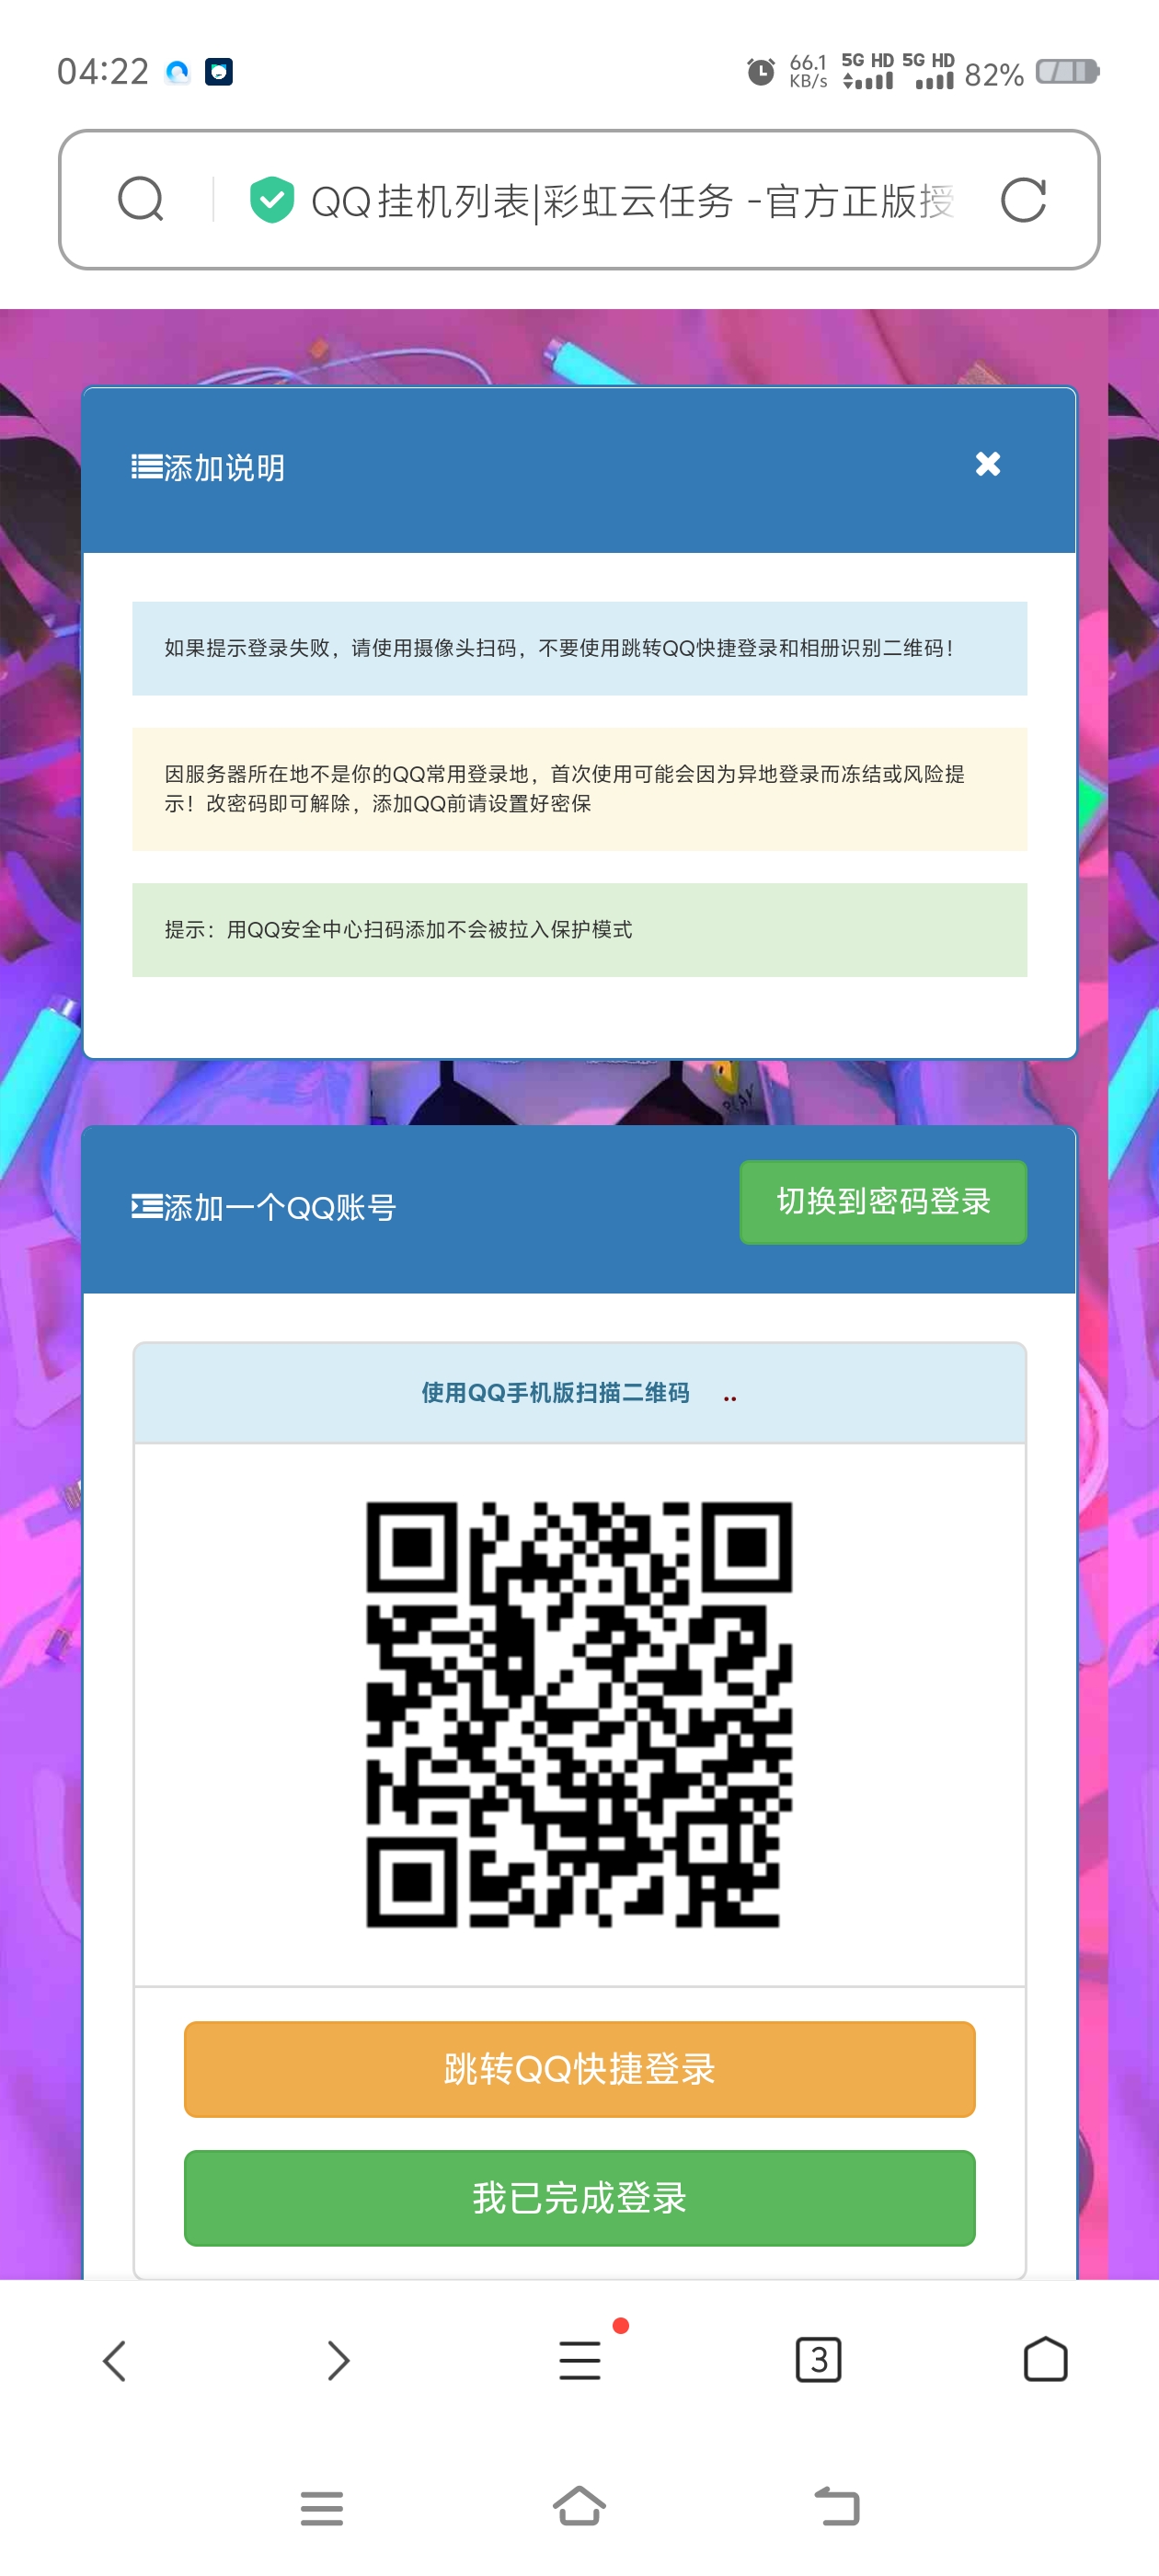 04:22
66.1
KB/s
5G HD 5G HD
82%
QQ挂机列表|彩虹云任务 -官方正版授
添加说明
如果提示登录失败，请使用摄像头扫码，不要使用跳转QQ快捷登录和相册识别二维码！
因服务器所在地不是你的QQ常用登录地，首次使用可能会因为异地登录而冻结或风险提
示！改密码即可解除，添加QQ前请设置好密保
提示：用QQ安全中心扫码添加不会被拉入保护模式
PLAY
添加一个QQ账号
切换到密码登录
使用QQ手机版扫描二维码 ..
跳转QQ快捷登录
我已完成登录
3